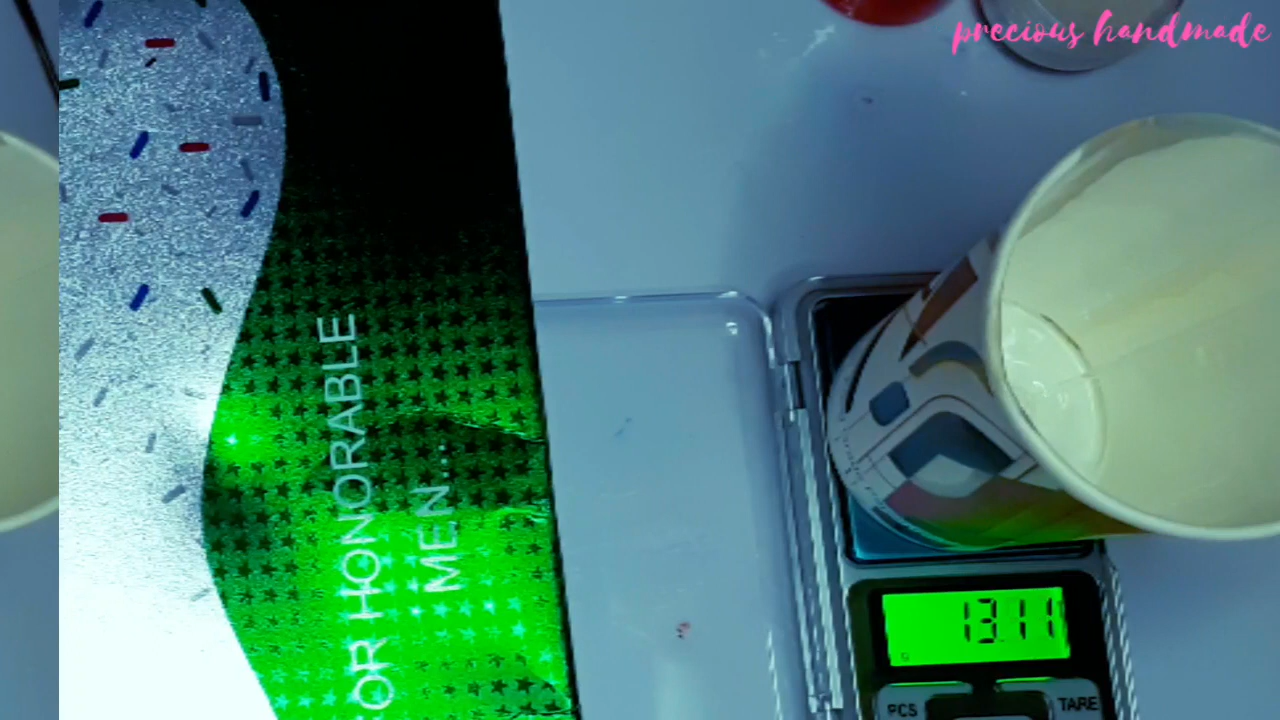 precious handmade
OR HONORABLE
MEN...
13.11
PCS
TARE